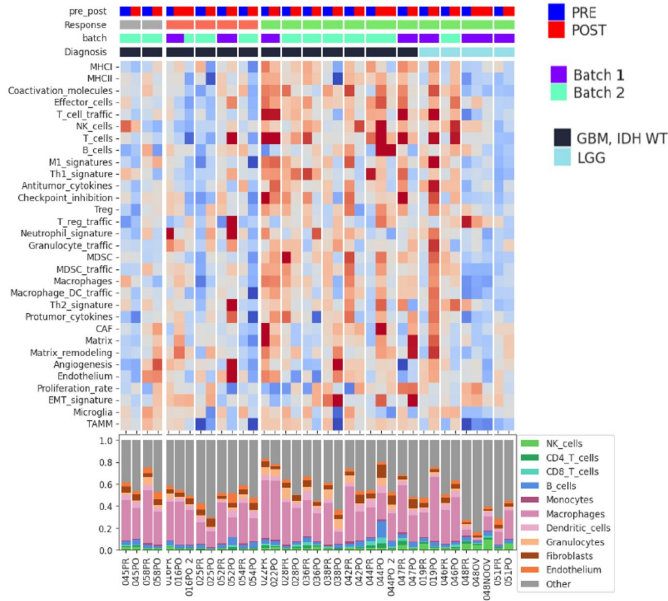 pre_post
Response
batch
Diagnosis
PRE
POST
Batch 1
Batch 2
GBM, IDH WT
LGG
MHCI
MHCII
Coactivation_molecules
Effector_cells
T_cell_traffic
NK_cells
T_cells
B_cells
M1_signatures
Th1_signature
Antitumor_cytokines
Checkpoint_inhibition
Treg
T_reg_traffic
Neutrophil_signature
Granulocyte_traffic
MDSC
MDSC_traffic
Macrophages
Macrophage_DC_traffic
Th2_signature
Protumor_cytokines
CAF
Matrix
Matrix_remodeling
Angiogenesis
Endothelium
Proliferation_rate
EMT_signature
Microglia
TAMM
1.0
0.8
0.6
0.4
0.2
0.0
NK_cells
CD4_T_cells
CD8_T_cells
B_cells
Monocytes
Macrophages
Dendritic_cells
Granulocytes
Fibroblasts
Endothelium
Other
045PR
045PO
058PR
058PO
016PR
016PO
016PO_2
025PR
025PO
052PR
052PO
054PR
054PO
022PR
022PO
028PR
028PO
036PR
036PO
038PR
038PO
042PR
042PO
044PR
044PO
044PO_2
047PR
047PO
019PR
019PO
046PR
046PO
048PR
048OV
048NOOV
051PR
051PO